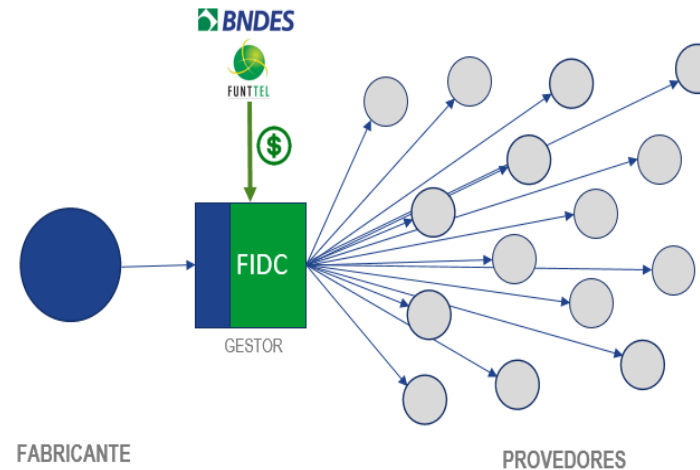 BNDES
FUNTTEL
$
FIDC
GESTOR
FABRICANTE
PROVEDORES